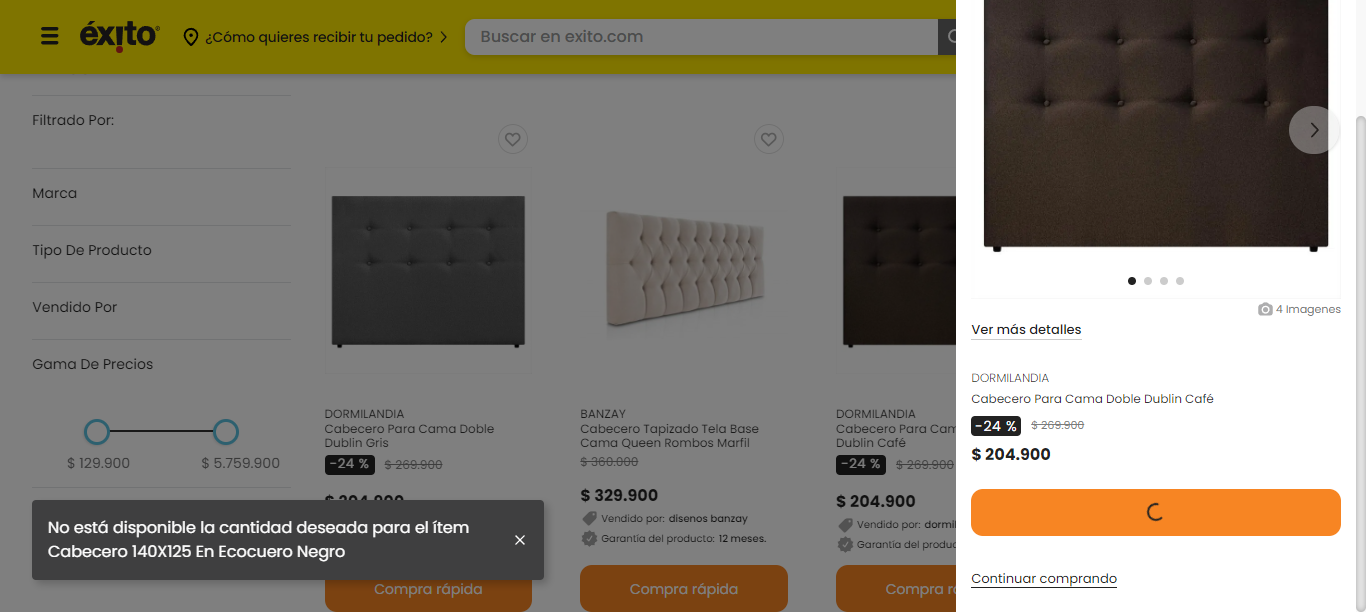 éxito
¿Cómo quieres recibir tu pedido?
Buscar en exito.com
Filtrado Por:
Marca
Tipo De Producto
Vendido Por
Gama De Precios
$ 129.900
$ 5.759.900
DORMILANDIA
Cabecero Para Cama Doble
Dublin Gris
-24 %
$ 269.900
$ 204.900
BANZAY
Cabecero Tapizado Tela Base
Cama Queen Rombos Marfil
$ 360.000
$ 329.900
Vendido por: disenos banzay
Garantía del producto: 12 meses.
Compra rápida
DORMILANDIA
Cabecero Para Cam
Dublin Café
-24 %
$ 269.900
$ 204.900
Vendido por: dormil
Garantía del produc
Compra r
Compra rápida
No está disponible la cantidad deseada para el ítem
Cabecero 140X125 En Ecocuero Negro
4 Imagenes
Ver más detalles
DORMILANDIA
Cabecero Para Cama Doble Dublin Café
-24 %
$ 269.900
$ 204.900
Continuar comprando